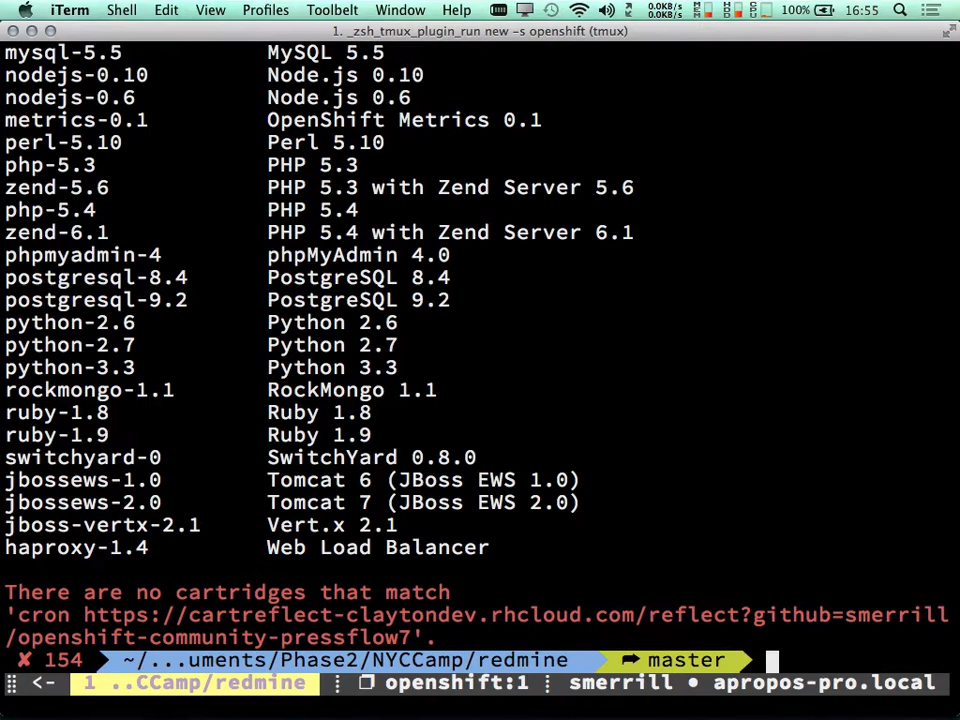 iTerm Shell Edit View Profiles Toolbelt Window Help 0.0KB/s 0.0KB/s 100% 16:55
1. _zsh_tmux_plugin_run new -s openshift (tmux)
mysql-5.5 MySQL 5.5
nodejs-0.10 Node.js 0.10
nodejs-0.6 Node.js 0.6
metrics-0.1 OpenShift Metrics 0.1
perl-5.10 Perl 5.10
php-5.3 PHP 5.3
zend-5.6 PHP 5.3 with Zend Server 5.6
php-5.4 PHP 5.4
zend-6.1 PHP 5.4 with Zend Server 6.1
phpmyadmin-4 phpMyAdmin 4.0
postgresql-8.4 PostgreSQL 8.4
postgresql-9.2 PostgreSQL 9.2
python-2.6 Python 2.6
python-2.7 Python 2.7
python-3.3 Python 3.3
rockmongo-1.1 RockMongo 1.1
ruby-1.8 Ruby 1.8
ruby-1.9 Ruby 1.9
switchyard-0 SwitchYard 0.8.0
jbossews-1.0 Tomcat 6 (JBoss EWS 1.0)
jbossews-2.0 Tomcat 7 (JBoss EWS 2.0)
jboss-vertx-2.1 Vert.x 2.1
haproxy-1.4 Web Load Balancer
There are no cartridges that match
'cron https://cartreflect-claytondev.rhcloud.com/reflect?github=smerrill
/openshift-community-pressflow7'.
✘ 154 ~/...uments/Phase2/NYCCamp/redmine ➦ master
<- 1 ..CCamp/redmine ❐ openshift:1 smerrill • apropos-pro.local